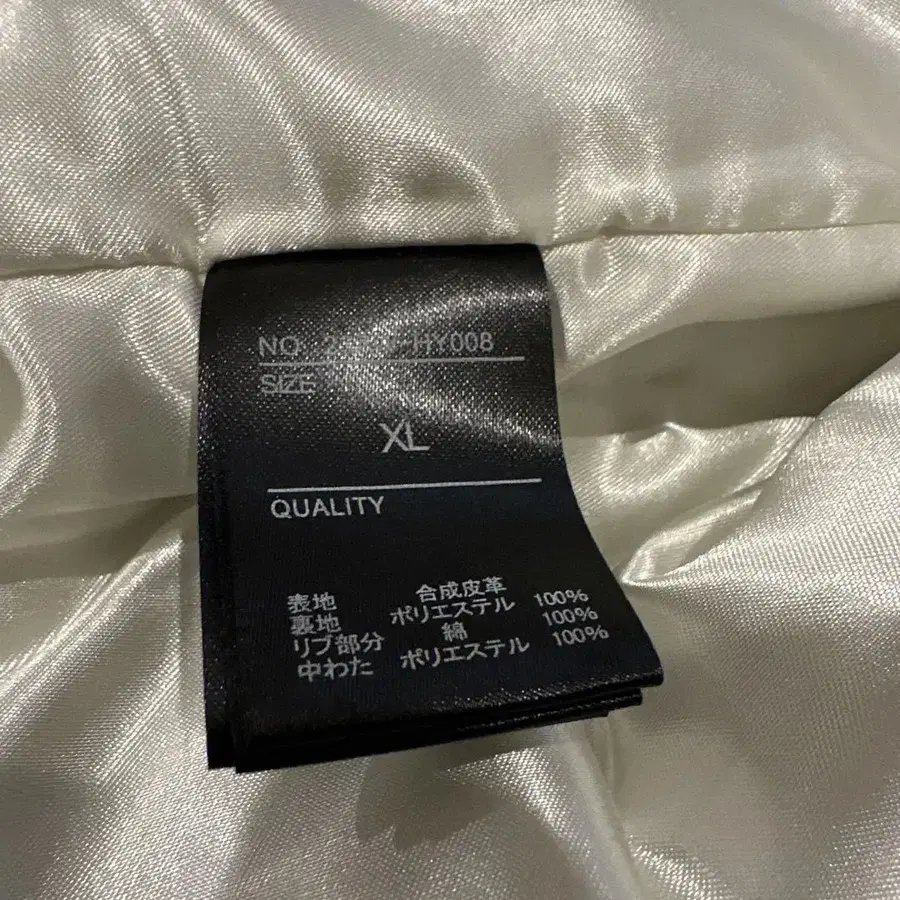 NO. HY008
SIZE
XL
QUALITY
表地 合成皮革
裏地 ポリエステル 100%
リブ部分 綿 100%
中わた ポリエステル 100%